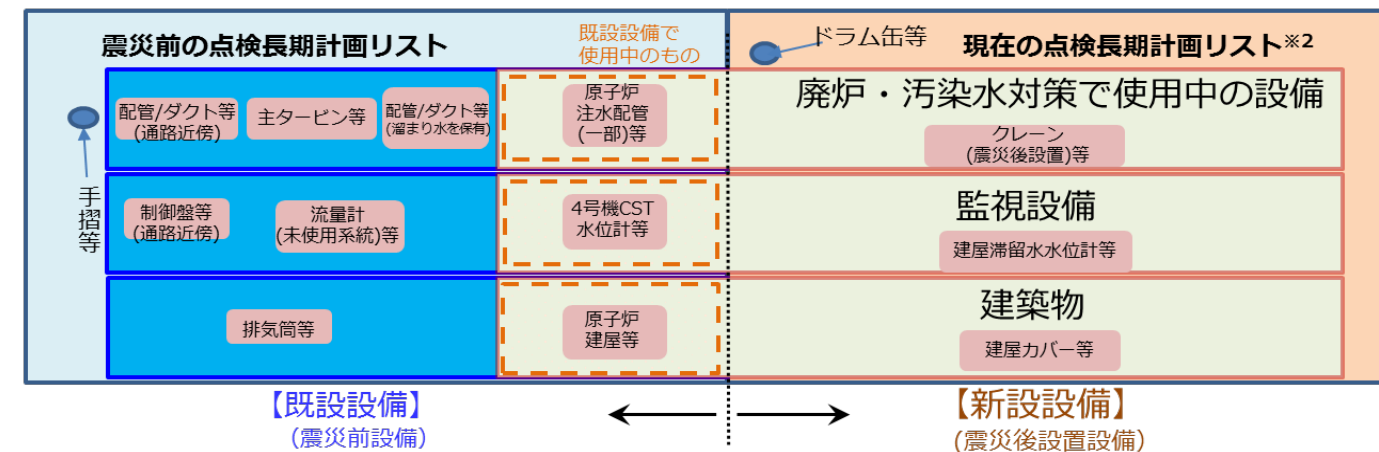 震災前の点検長期計画リスト
既設設備で
使用中のもの
ドラム缶等
現在の点検長期計画リスト※2
手摺等
配管/ダクト等
(通路近傍)
主タービン等
配管/ダクト等
(溜まり水を保有)
原子炉
注水配管
(一部)等
廃炉・汚染水対策で使用中の設備
クレーン
(震災後設置)等
制御盤等
(通路近傍)
流量計
(未使用系統)等
4号機CST
水位計等
監視設備
建屋滞留水水位計等
排気筒等
原子炉
建屋等
建築物
建屋カバー等
【既設設備】
(震災前設備)
【新設設備】
(震災後設置設備)